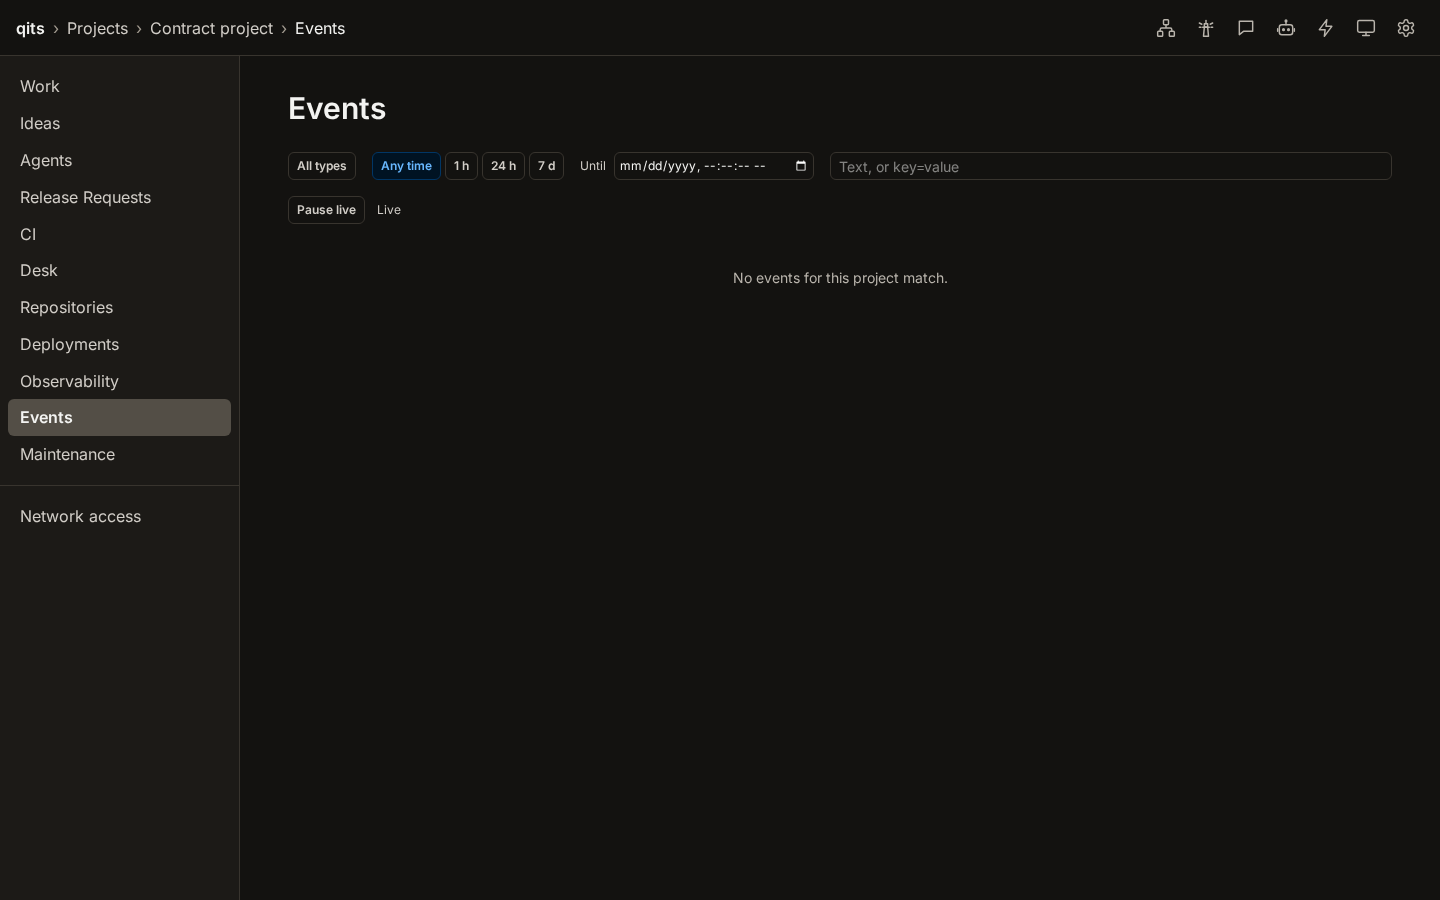 qits › Projects › Contract project › Events
Work
Ideas
Agents
Release Requests
CI
Desk
Repositories
Deployments
Observability
Events
Maintenance
Network access
Events
All types Any time 1 h 24 h 7 d Until mm/dd/yyyy, --:--:-- -- Text, or key=value
Pause live Live
No events for this project match.